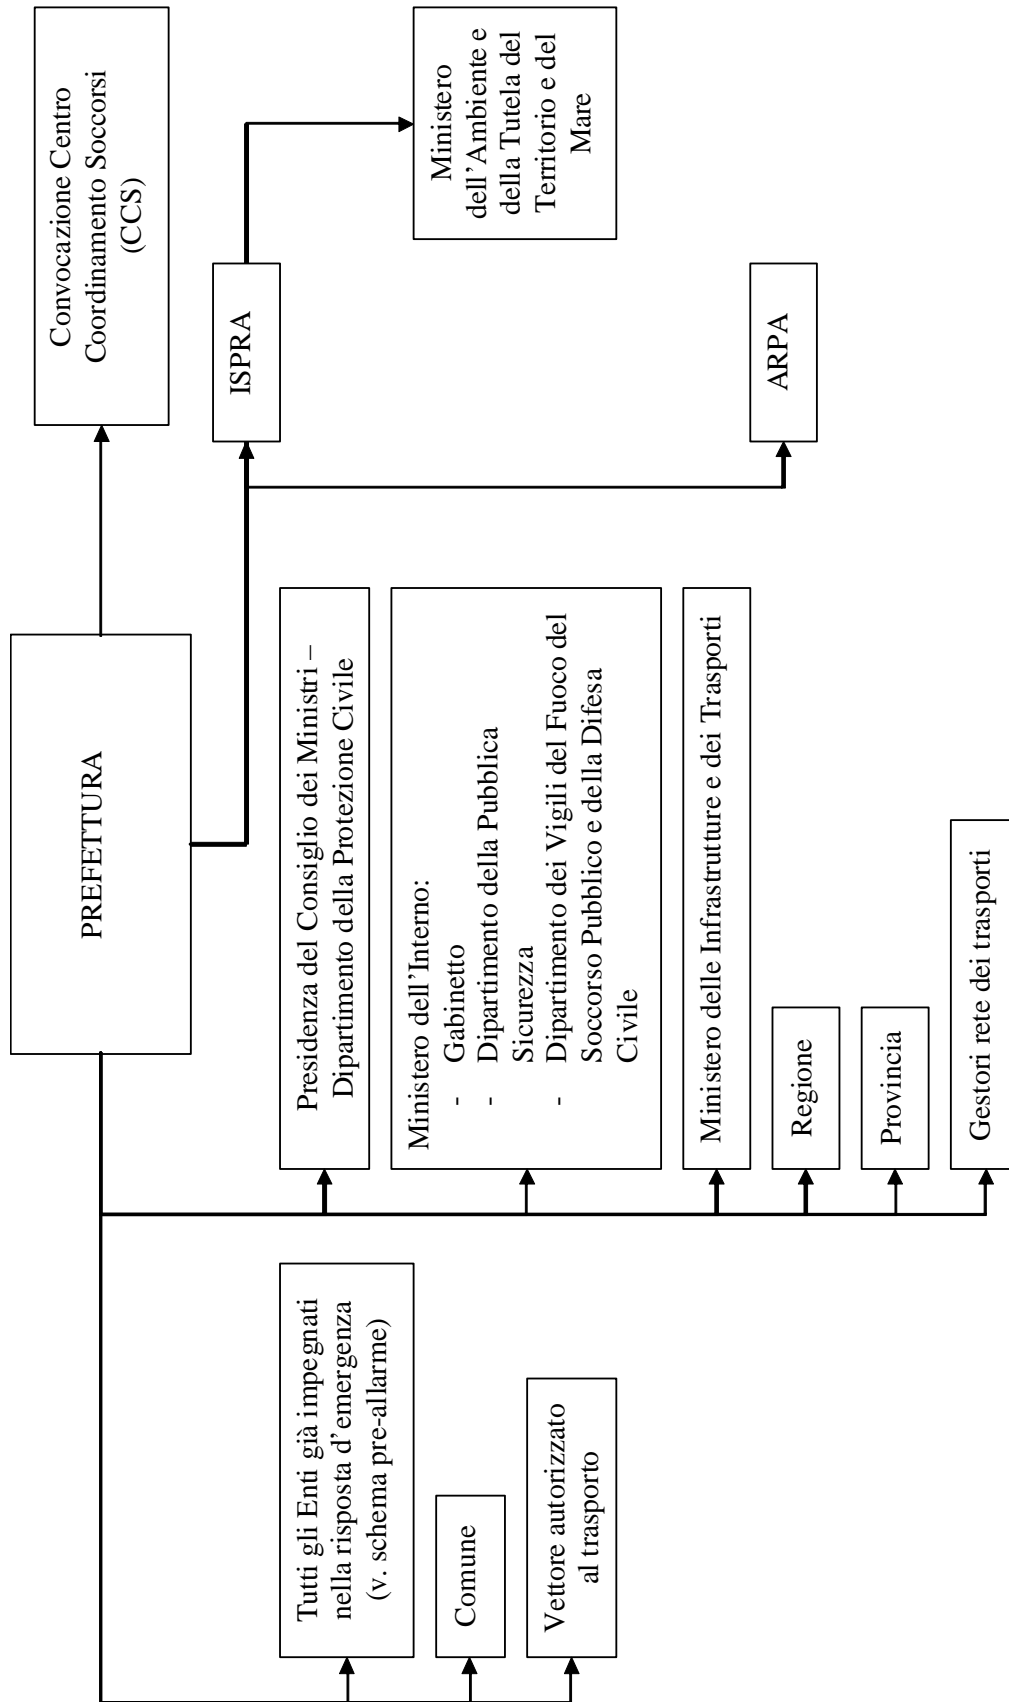 PREFETTURA
Convocazione Centro
Coordinamento Soccorsi
(CCS)
Tutti gli Enti già impegnati
nella risposta d'emergenza
(v. schema pre-allarme)
Comune
Vettore autorizzato
al trasporto
Presidenza del Consiglio dei Ministri –
Dipartimento della Protezione Civile
Ministero dell'Interno:
- Gabinetto
- Dipartimento della Pubblica
Sicurezza
- Dipartimento dei Vigili del Fuoco del
Soccorso Pubblico e della Difesa
Civile
Ministero delle Infrastrutture e dei Trasporti
Regione
Provincia
Gestori rete dei trasporti
ISPRA
ARPA
Ministero
dell'Ambiente e
della Tutela del
Territorio e del
Mare